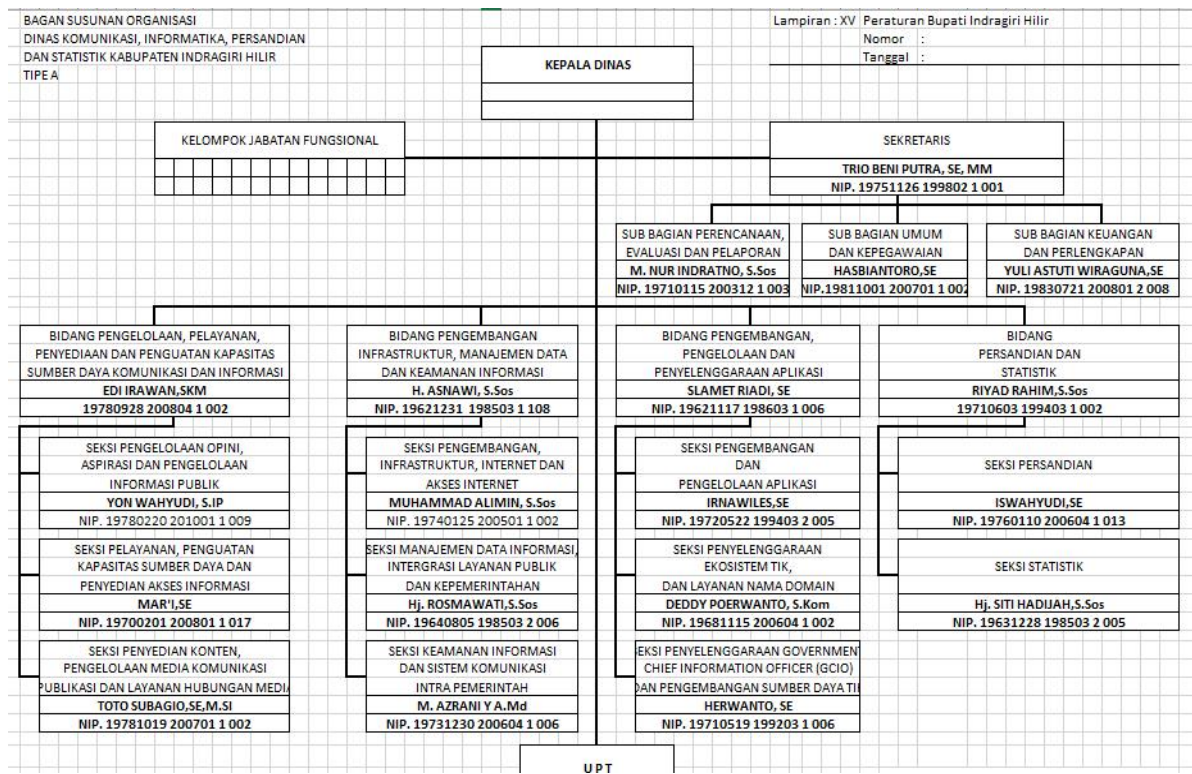 BAGAN SUSUNAN ORGANISASI
DINAS KOMUNIKASI, INFORMATIKA, PERSANDIAN
DAN STATISTIK KABUPATEN INDRAGIRI HILIR
TIPE A
Lampiran : XV Peraturan Bupati Indragiri Hilir
Nomor :
Tanggal :
KEPALA DINAS
KELOMPOK JABATAN FUNGSIONAL
SEKRETARIS
TRIO BENI PUTRA, SE, MM
NIP. 19751126 199802 1 001
SUB BAGIAN PERENCANAAN,
EVALUASI DAN PELAPORAN
M. NUR INDRATNO, S.Sos
NIP. 19710115 200312 1 003
SUB BAGIAN UMUM
DAN KEPEGAWAIAN
HASBIANTORO,SE
NIP.19811001 200701 1 002
SUB BAGIAN KEUANGAN
DAN PERLENGKAPAN
YULI ASTUTI WIRAGUNA,SE
NIP. 19830721 200801 2 008
BIDANG PENGELOLAAN, PELAYANAN,
PENYEDIAAN DAN PENGUATAN KAPASITAS
SUMBER DAYA KOMUNIKASI DAN INFORMASI
EDI IRAWAN,SKM
19780928 200804 1 002
BIDANG PENGEMBANGAN
INFRASTRUKTUR, MANAJEMEN DATA
DAN KEAMANAN INFORMASI
H. ASNAWI, S.Sos
NIP. 19621231 198503 1 108
BIDANG PENGEMBANGAN,
PENGELOLAAN DAN
PENYELENGGARAAN APLIKASI
SLAMET RIADI, SE
NIP. 19621117 198603 1 006
BIDANG
PERSANDIAN DAN
STATISTIK
RIYAD RAHIM,S.Sos
19710603 199403 1 002
SEKSI PENGELOLAAN OPINI,
ASPIRASI DAN PENGELOLAAN
INFORMASI PUBLIK
YON WAHYUDI, S.IP
NIP. 19780220 201001 1 009
SEKSI PENGEMBANGAN,
INFRASTRUKTUR, INTERNET DAN
AKSES INTERNET
MUHAMMAD ALIMIN, S.Sos
NIP. 19740125 200501 1 002
SEKSI PENGEMBANGAN
DAN
PENGELOLAAN APLIKASI
IRNAWILES,SE
NIP. 19720522 199403 2 005
SEKSI PERSANDIAN
ISWAHYUDI,SE
NIP. 19760110 200604 1 013
SEKSI PELAYANAN, PENGUATAN
KAPASITAS SUMBER DAYA DAN
PENYEDIAN AKSES INFORMASI
MAR'I,SE
NIP. 19700201 200801 1 017
SEKSI MANAJEMEN DATA INFORMASI,
INTERGRASI LAYANAN PUBLIK
DAN KEPEMERINTAHAN
Hj. ROSMAWATI,S.Sos
NIP. 19640805 198503 2 006
SEKSI PENYELENGGARAAN
EKOSISTEM TIK,
DAN LAYANAN NAMA DOMAIN
DEDDY POERWANTO, S.Kom
NIP. 19681115 200604 1 002
SEKSI STATISTIK
Hj. SITI HADIJAH,S.Sos
NIP. 19631228 198503 2 005
SEKSI PENYEDIAN KONTEN,
PENGELOLAAN MEDIA KOMUNIKASI
PUBLIKASI DAN LAYANAN HUBUNGAN MEDIA
TOTO SUBAGIO,SE,M.SI
NIP. 19781019 200701 1 002
SEKSI KEAMANAN INFORMASI
DAN SISTEM KOMUNIKASI
INTRA PEMERINTAH
M. AZRANI Y A.Md
NIP. 19731230 200604 1 006
SEKSI PENYELENGGARAAN GOVERNMENT
CHIEF INFORMATION OFFICER (GCIO)
DAN PENGEMBANGAN SUMBER DAYA TI
HERWANTO, SE
NIP. 19710519 199203 1 006
UPT